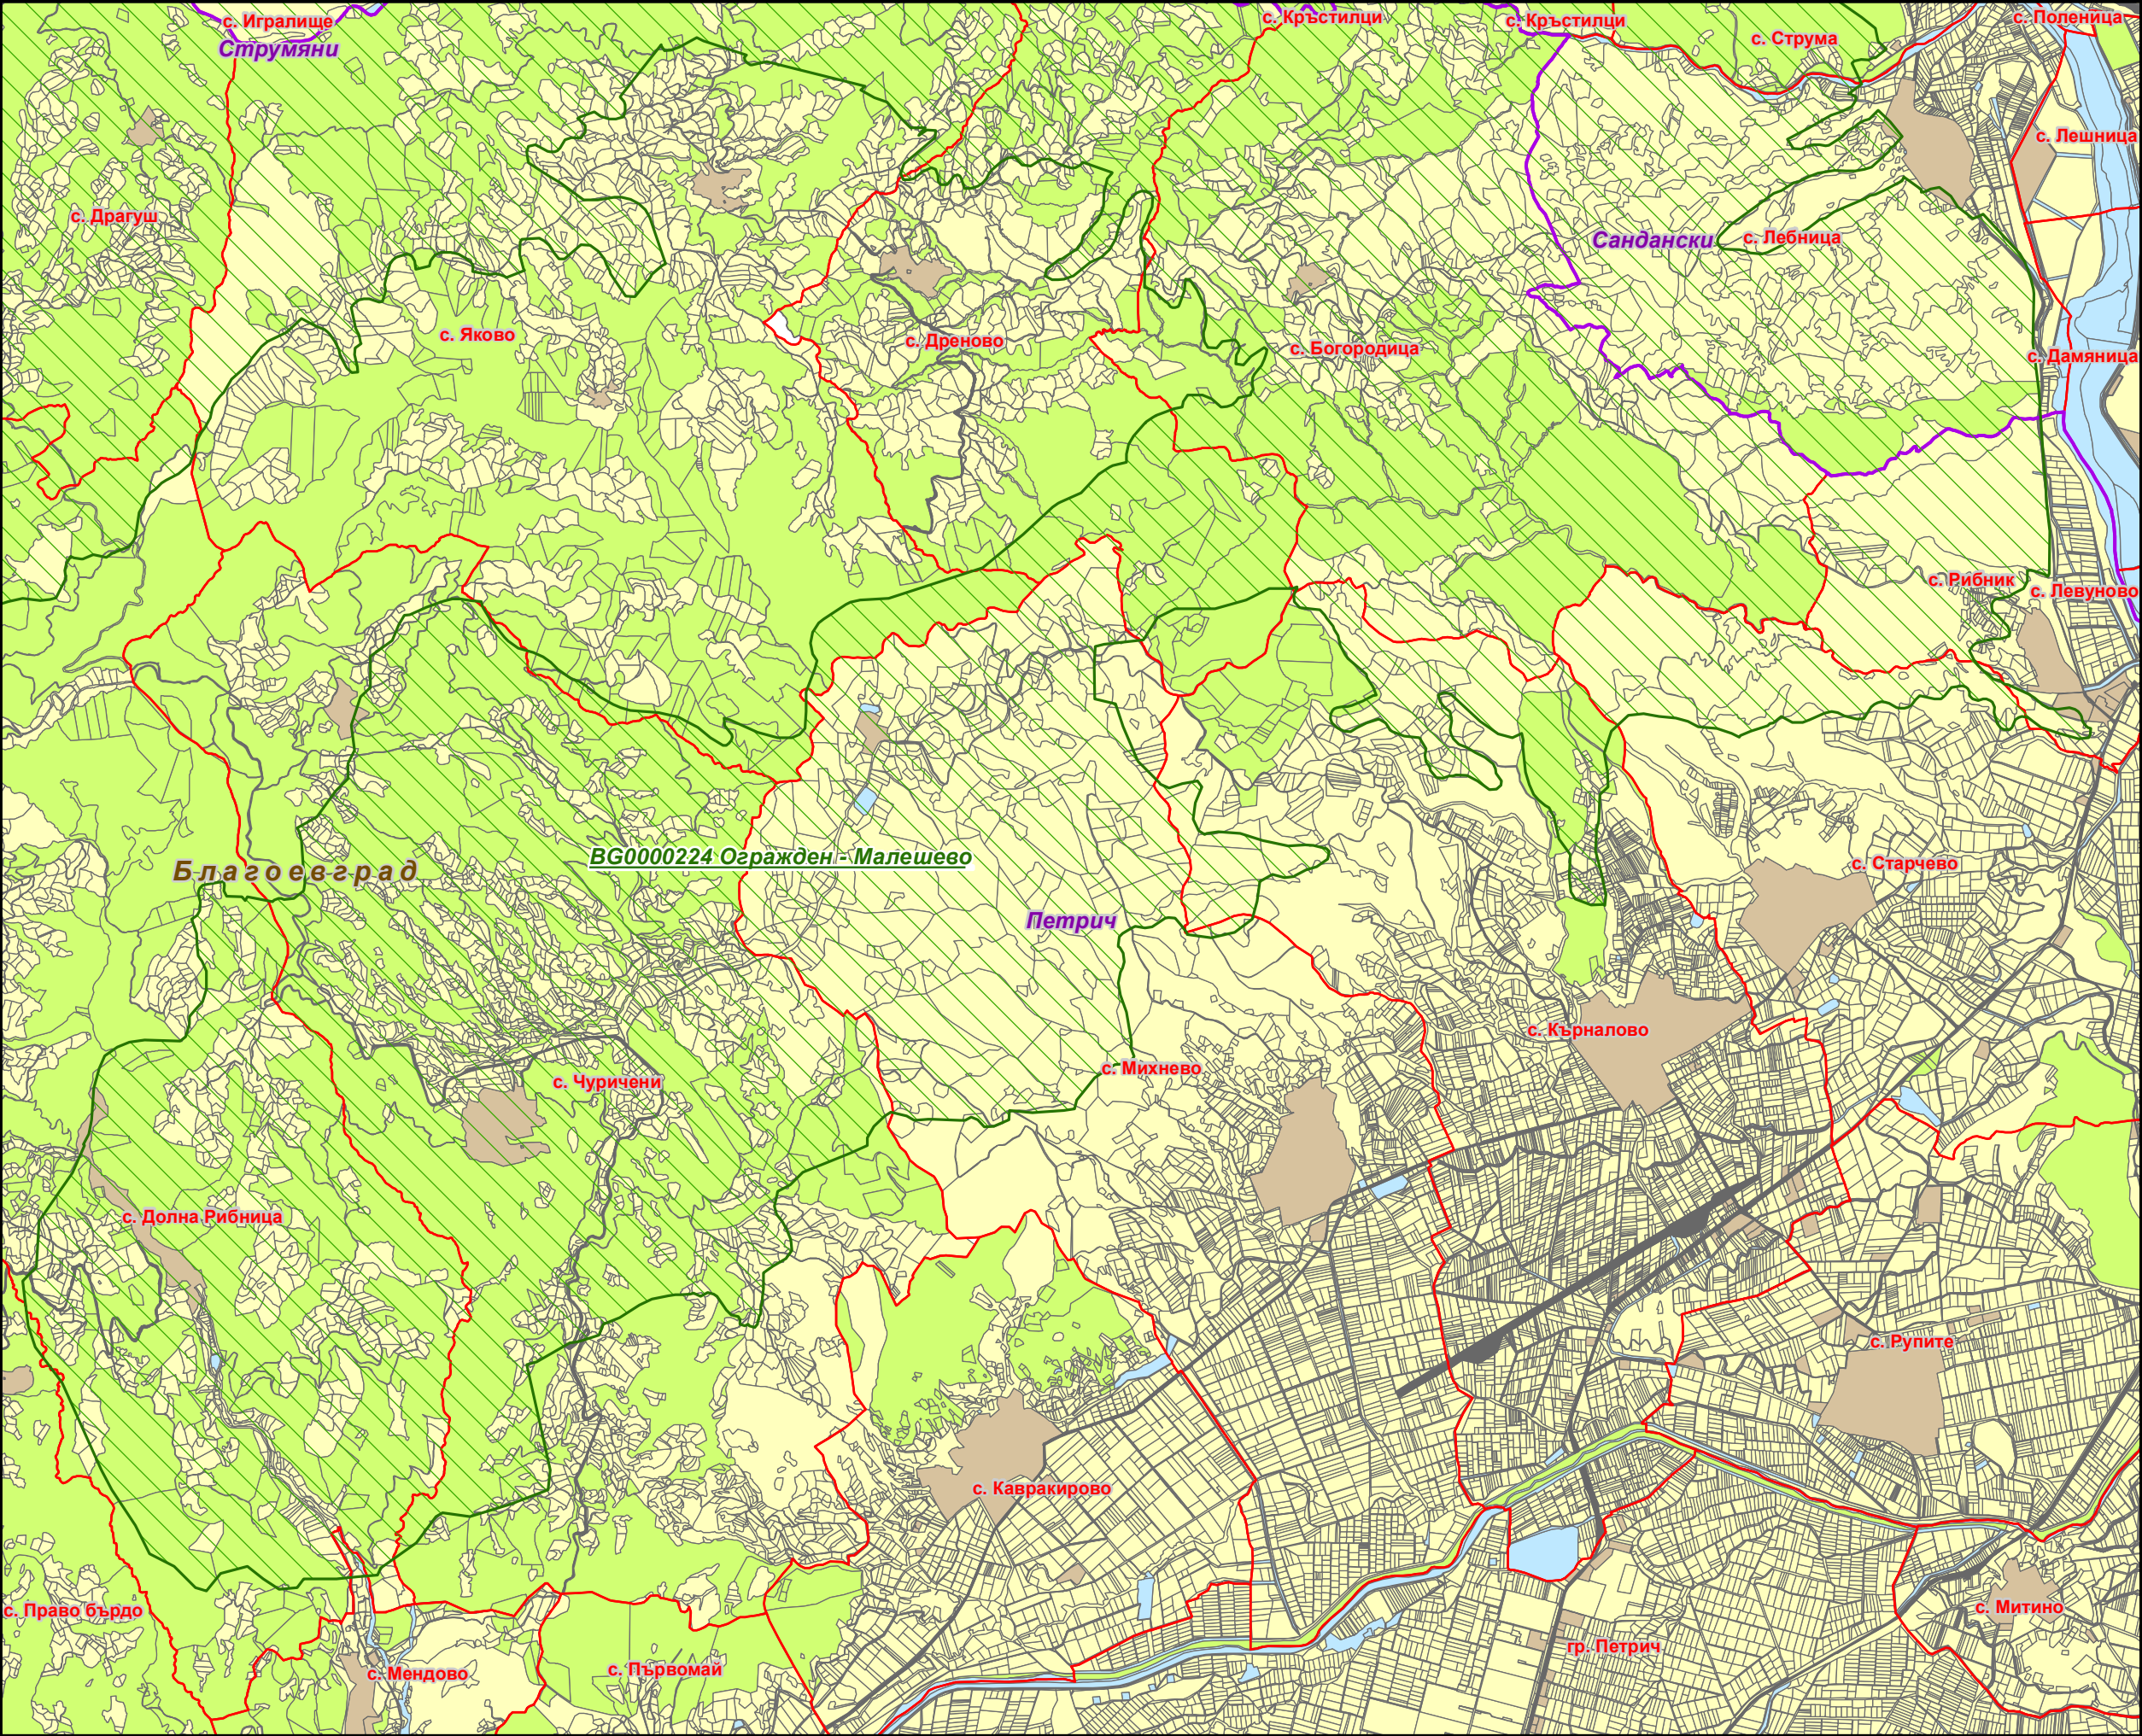 с. Игралище
Струмяни
с. Кръстилци
с. Кръстилци
с. Поленица
с. Струма
с. Лешница
с. Драгуш
Сандански
с. Лебница
с. Яково
с. Дреново
с. Богородица
с. Дамяница
с. Рибник
с. Левуново
Благоевград
BG0000224 Огражден - Малешево
с. Старчево
Петрич
с. Кърналово
с. Михнево
с. Чуричени
с. Долна Рибница
с. Рупите
с. Кавракирово
с. Право бърдо
с. Митино
гр. Петрич
с. Мендово
с. Първомай